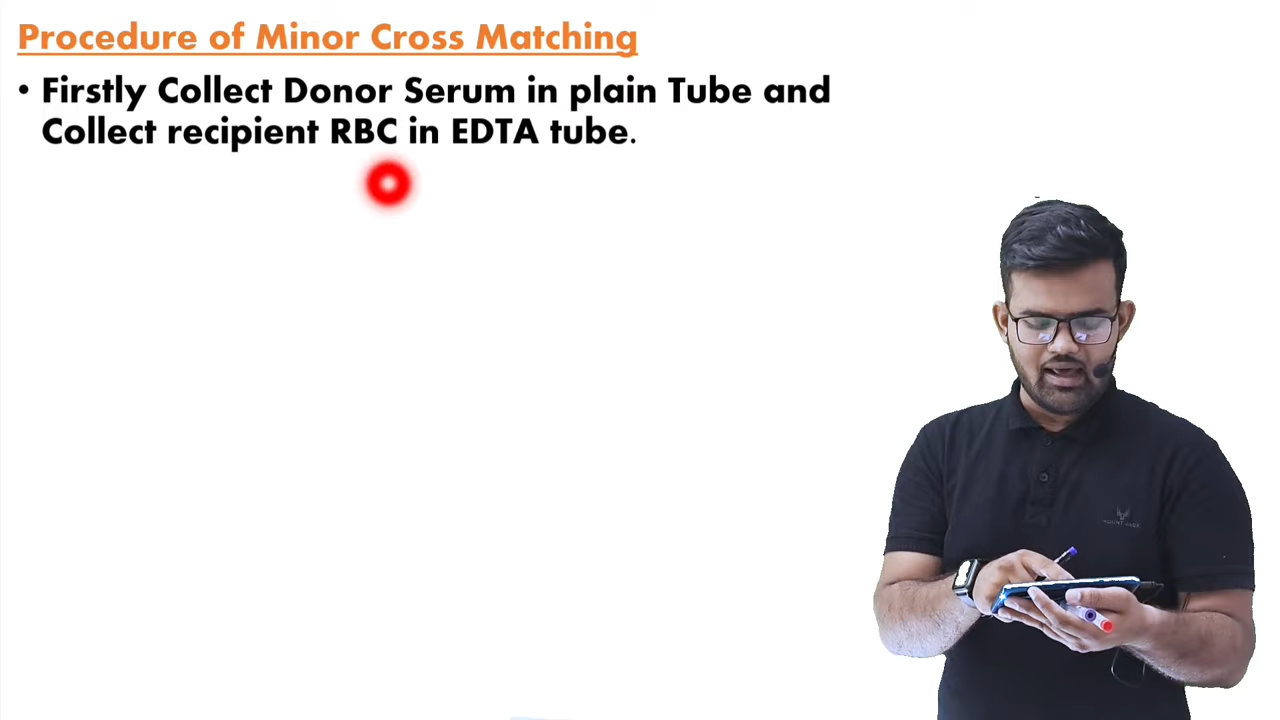 Procedure of Minor Cross Matching
• Firstly Collect Donor Serum in plain Tube and
Collect recipient RBC in EDTA tube.